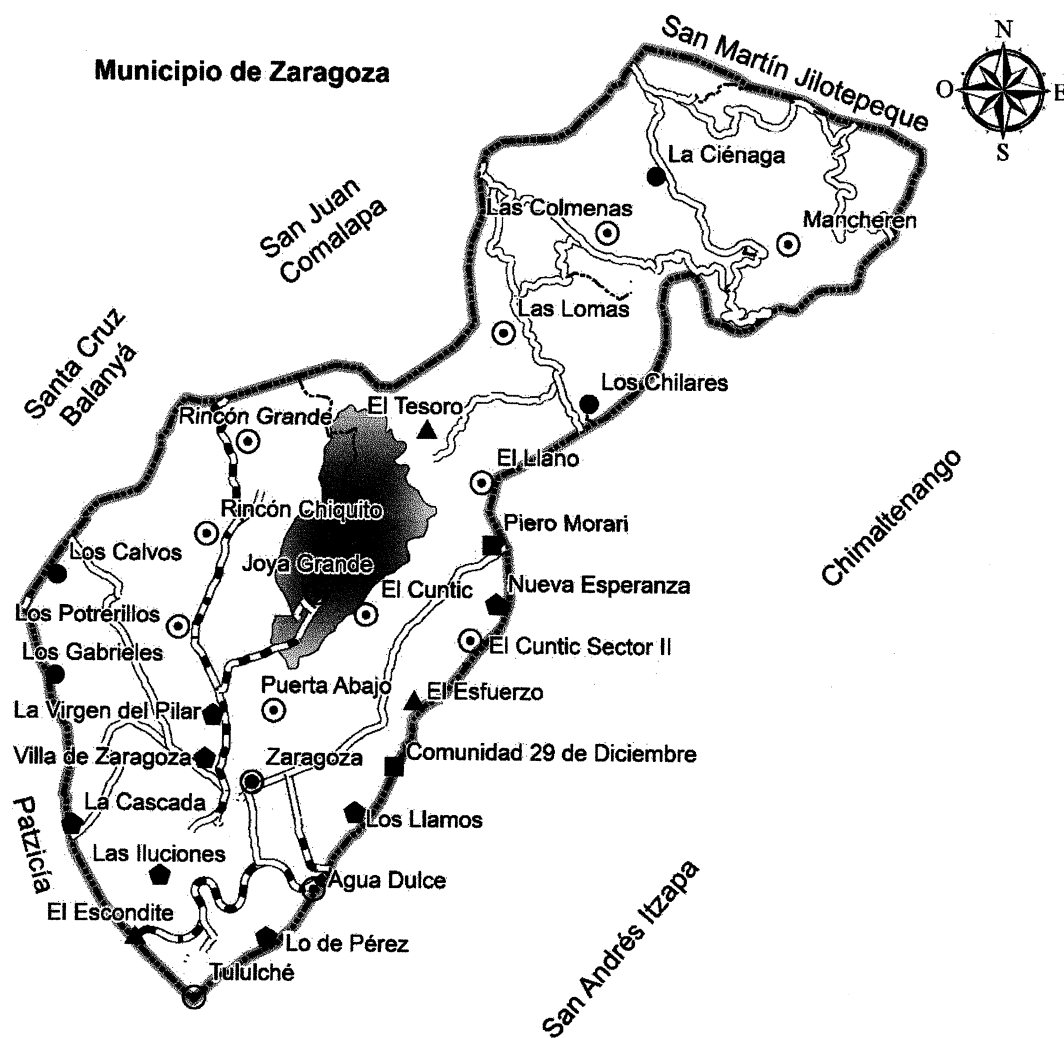 Municipio de Zaragoza
San Martín Jilotepeque
N
O
E
S
La Ciénaga
San Juan
Comalapa
Las Colmenas
Mancheren
Las Lomas
Santa Cruz
Balanyá
Los Chilares
El Tesoro
Rincón Grande
El Llano
Chimaltenango
Rincón Chiquito
Piero Morari
Los Calvos
Joya Grande
El Cuntic
Nueva Esperanza
Los Potrerillos
El Cuntic Sector II
Los Gabrieles
Puerta Abajo
El Esfuerzo
La Virgen del Pilar
Villa de Zaragoza
Zaragoza
Comunidad 29 de Diciembre
La Cascada
Los Llamos
Patzicía
Las Iluciones
Agua Dulce
El Escondite
Lo de Pérez
San Andrés Itzapa
Tululché